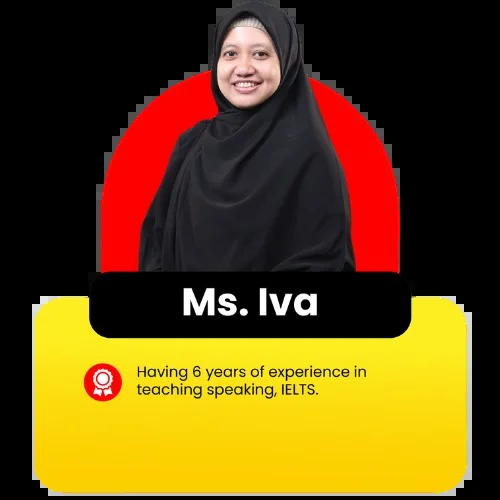 Ms. Iva
Having 6 years of experience in
teaching speaking, IELTS.